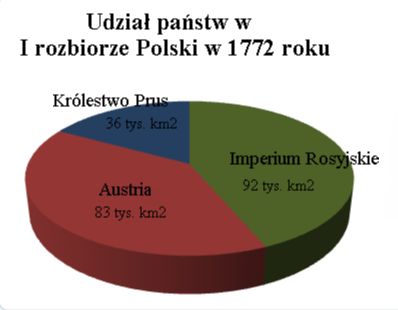 Udział państw w
I rozbiorze Polski w 1772 roku
Królestwo Prus
36 tys. km2
Imperium Rosyjskie
92 tys. km2
Austria
83 tys. km2